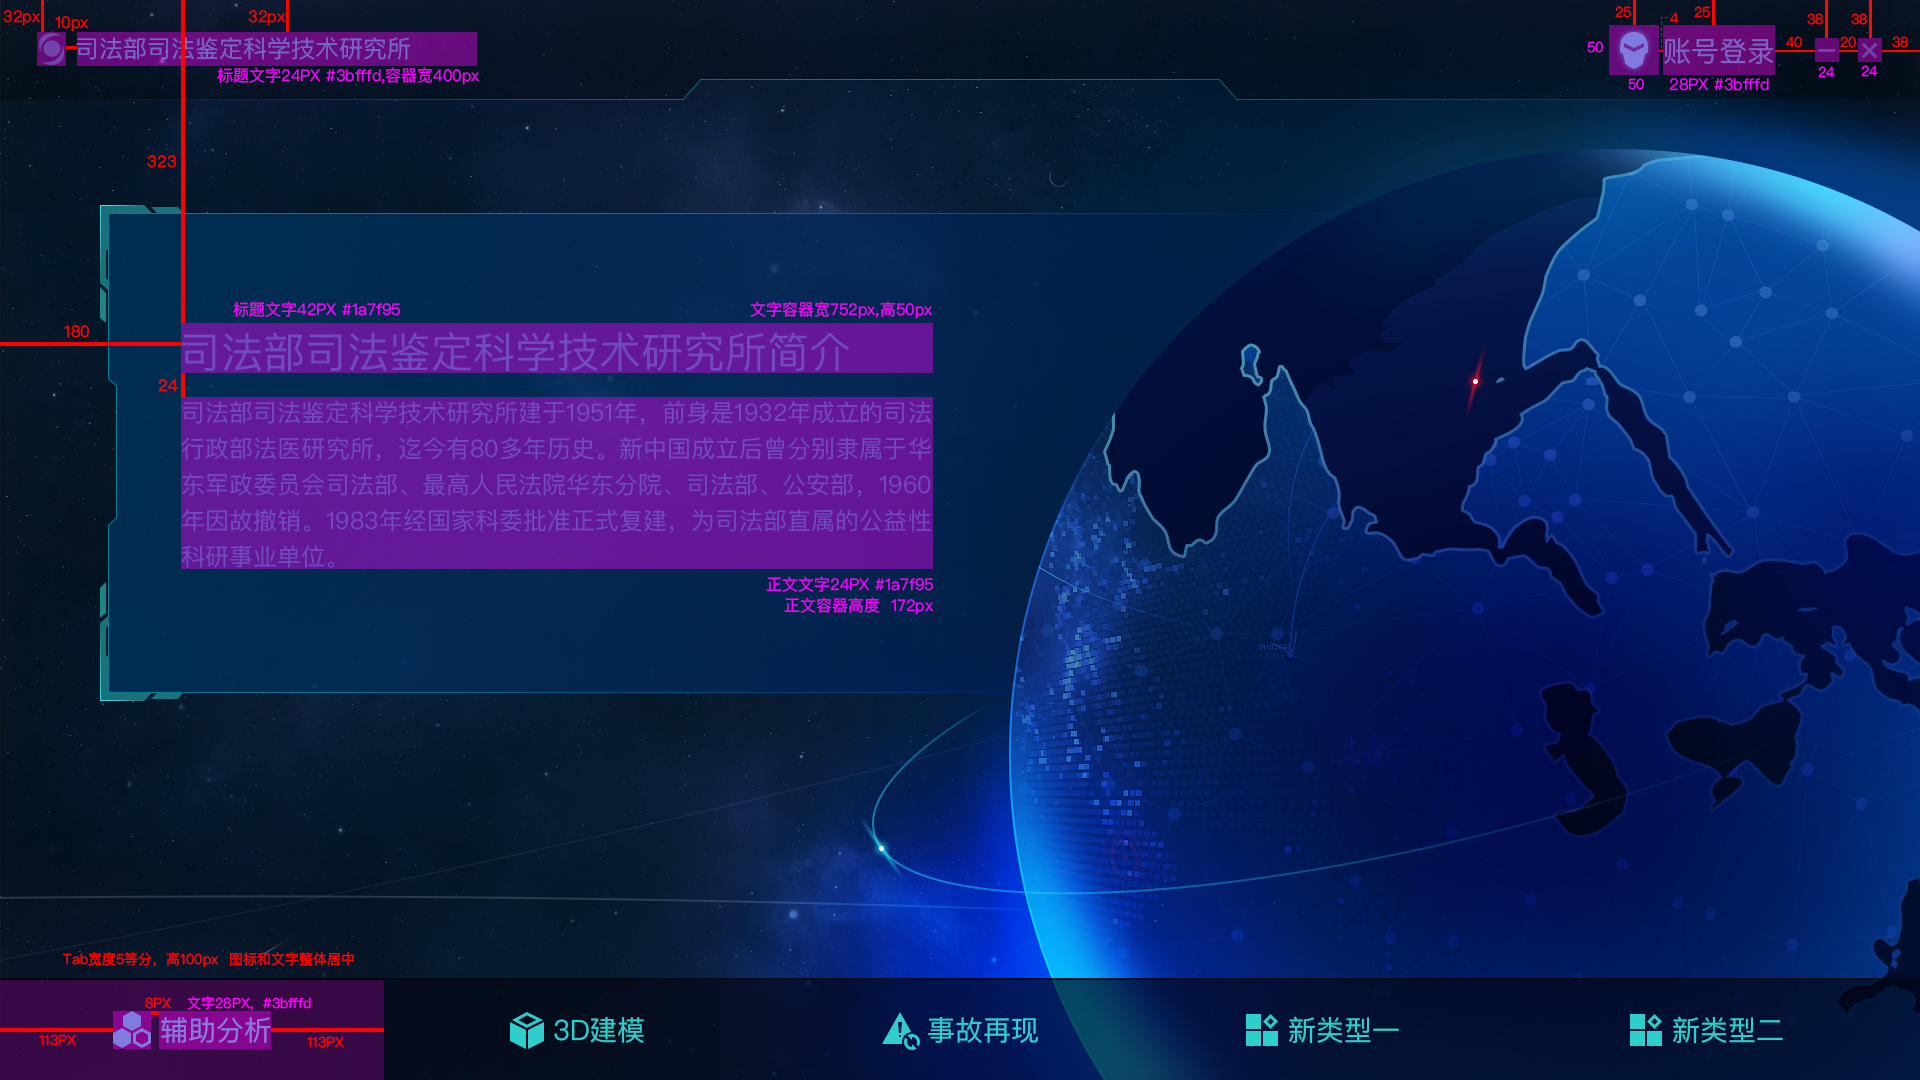 32px
10px
32px
司法部司法鉴定科学技术研究所
标题文字24PX #3bfffd,容器宽400px
25
4
25
38
38
50
账号登录
40
20
38
24
24
50
28PX #3bfffd
323
标题文字42PX #1a7f95
文字容器宽752px,高50px
180
司法部司法鉴定科学技术研究所简介
24
司法部司法鉴定科学技术研究所建于1951年，前身是1932年成立的司法
行政部法医研究所，迄今有80多年历史。新中国成立后曾分别隶属于华
东军政委员会司法部、最高人民法院华东分院、司法部、公安部，1960
年因故撤销。1983年经国家科委批准正式复建，为司法部直属的公益性
科研事业单位。
正文文字24PX #1a7f95
正文容器高度 172px
Tab宽度5等分，高100px 图标和文字整体居中
8PX
文字28PX，#3bfffd
113PX
辅助分析
113PX
3D建模
事故再现
新类型一
新类型二